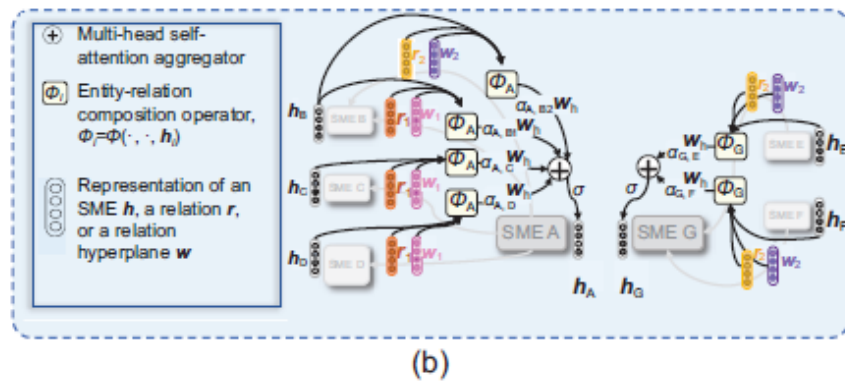 Multi-head self-
attention aggregator
Φi Entity-relation
composition operator,
Φi=Φ(·, ·, hi)
Representation of an
SME h, a relation r,
or a relation
hyperplane w
r2 w2
ΦA
αA, B2 wh
hB
SME B
r1 w1
ΦA αA, B1 wh
hC
SME C
r1 w1
ΦA αA, C wh
hD
SME D
r1 w1
ΦA αA, D wh
σ
SME A
hA
r2 w2
ΦG
wh
αG, E
SME E
hE
σ
wh
αG, F
ΦG
SME F
hF
SME G
hG
r2 w2
(b)